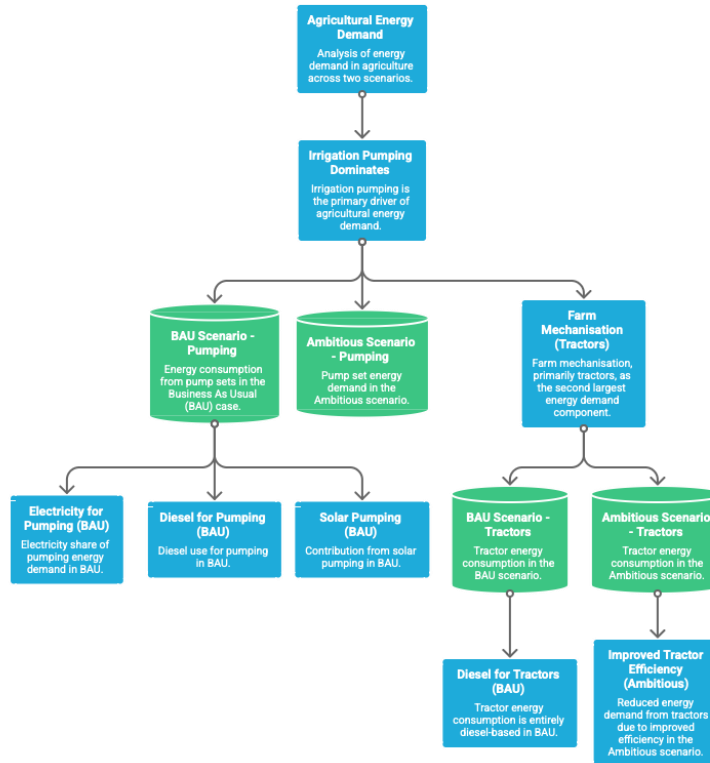 Agricultural Energy
Demand
Analysis of energy
demand in agriculture
across two scenarios.
Irrigation Pumping
Dominates
Irrigation pumping is
the primary driver of
agricultural energy
demand.
BAU Scenario -
Pumping
Energy consumption
from pump sets in the
Business As Usual
(BAU) case.
Ambitious Scenario
- Pumping
Pump set energy
demand in the
Ambitious scenario.
Farm
Mechanisation
(Tractors)
Farm mechanisation,
primarily tractors, as
the second largest
energy demand
component.
Electricity for
Pumping (BAU)
Electricity share of
pumping energy
demand in BAU.
Diesel for Pumping
(BAU)
Diesel use for pumping
in BAU.
Solar Pumping
(BAU)
Contribution from solar
pumping in BAU.
BAU Scenario -
Tractors
Tractor energy
consumption in the
BAU scenario.
Ambitious Scenario
- Tractors
Tractor energy
consumption in the
Ambitious scenario.
Diesel for Tractors
(BAU)
Tractor energy
consumption is entirely
diesel-based in BAU.
Improved Tractor
Efficiency
(Ambitious)
Reduced energy
demand from tractors
due to improved
efficiency in the
Ambitious scenario.